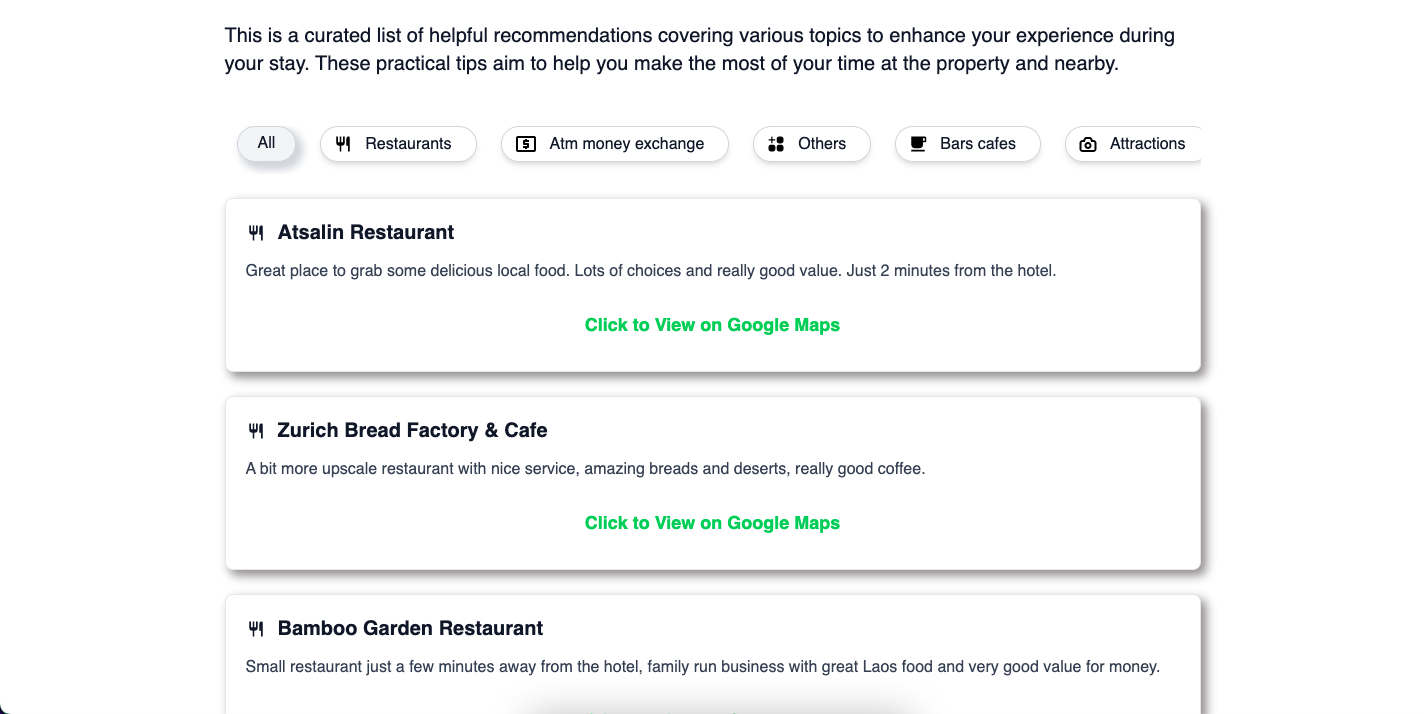 This is a curated list of helpful recommendations covering various topics to enhance your experience during
your stay. These practical tips aim to help you make the most of your time at the property and nearby.
All Restaurants Atm money exchange Others Bars cafes Attractions
Atsalin Restaurant
Great place to grab some delicious local food. Lots of choices and really good value. Just 2 minutes from the hotel.
Click to View on Google Maps
Zurich Bread Factory & Cafe
A bit more upscale restaurant with nice service, amazing breads and deserts, really good coffee.
Click to View on Google Maps
Bamboo Garden Restaurant
Small restaurant just a few minutes away from the hotel, family run business with great Laos food and very good value for money.